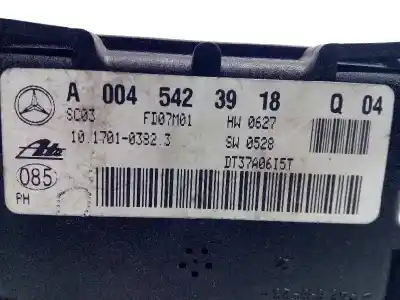 A 004 542 39 18 Q 04
SC03 FD07M01 HW 0627
Ate 10.1701-0382.3 SW 0528
DT37A06I5T
085
PH